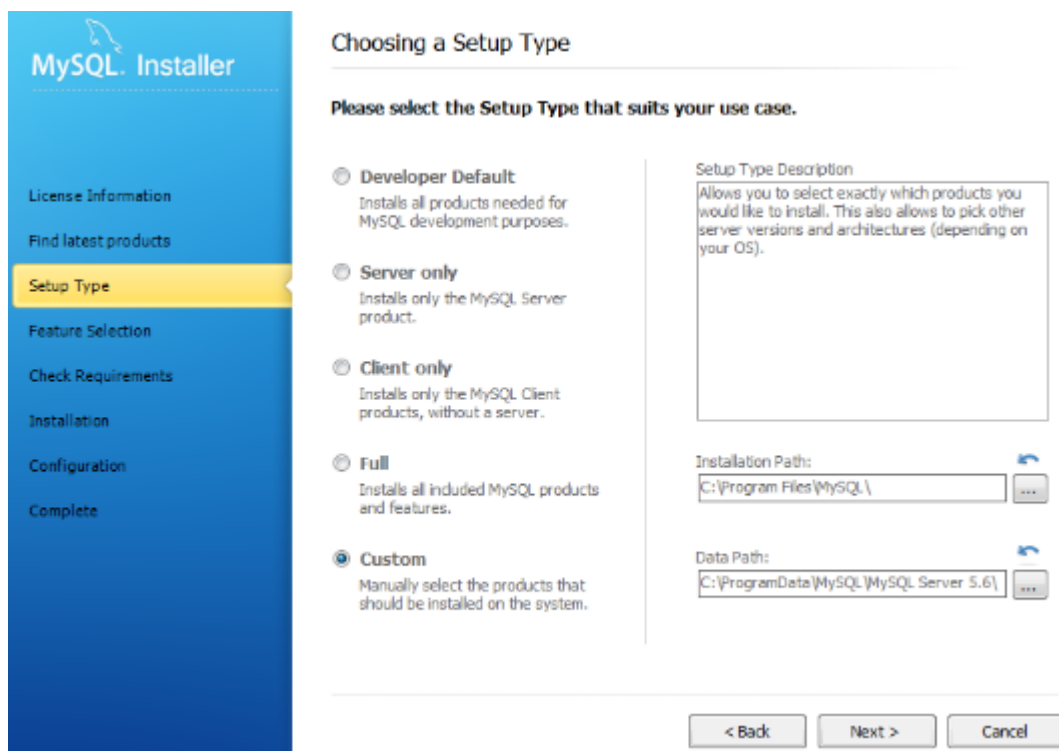 MySQL. Installer
License Information
Find latest products
Setup Type
Feature Selection
Check Requirements
Installation
Configuration
Complete
Choosing a Setup Type
Please select the Setup Type that suits your use case.
Developer Default
Installs all products needed for
MySQL development purposes.
Server only
Installs only the MySQL Server
product.
Client only
Installs only the MySQL Client
products, without a server.
Full
Installs all included MySQL products
and features.
Custom
Manually select the products that
should be installed on the system.
Setup Type Description
Allows you to select exactly which products you
would like to install. This also allows to pick other
server versions and architectures (depending on
your OS).
Installation Path:
C:\Program Files\MySQL\
...
Data Path:
C:\ProgramData\MySQL\MySQL Server 5.6\
...
< Back
Next >
Cancel